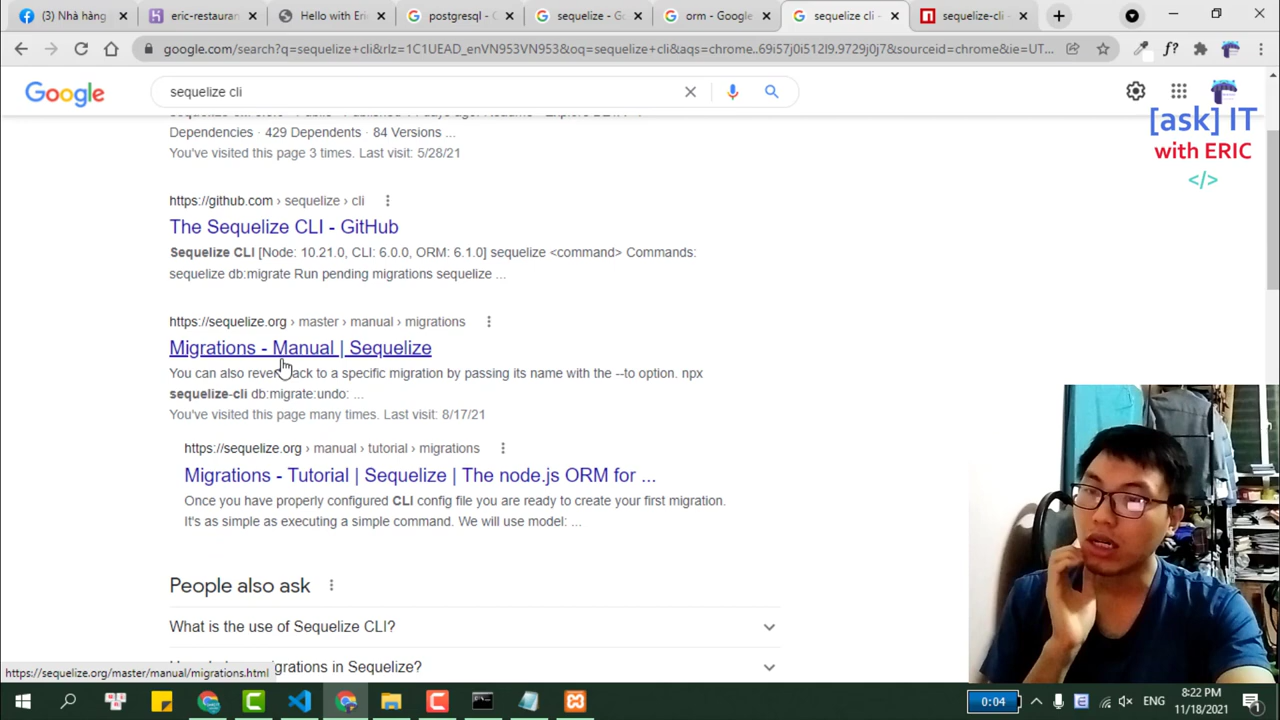 (3) Nhà hàng
eric-restauran
Hello with Eri
postgresql - G
sequelize - Go
orm - Google
sequelize cli -
sequelize-cli -
google.com/search?q=sequelize+cli&rlz=1C1UEAD_enVN953VN953&oq=sequelize+cli&aqs=chrome..69i57j0i512l9.9729j0j7&sourceid=chrome&ie=UT...
f?
Google
sequelize cli
[ask] IT
with ERIC
</>
Dependencies · 429 Dependents · 84 Versions ...
You've visited this page 3 times. Last visit: 5/28/21
https://github.com › sequelize › cli
The Sequelize CLI - GitHub
Sequelize CLI [Node: 10.21.0, CLI: 6.0.0, ORM: 6.1.0] sequelize <command> Commands:
sequelize db:migrate Run pending migrations sequelize ...
https://sequelize.org › master › manual › migrations
Migrations - Manual | Sequelize
You can also revert back to a specific migration by passing its name with the --to option. npx
sequelize-cli db:migrate:undo: ...
You've visited this page many times. Last visit: 8/17/21
https://sequelize.org › manual › tutorial › migrations
Migrations - Tutorial | Sequelize | The node.js ORM for ...
Once you have properly configured CLI config file you are ready to create your first migration.
It's as simple as executing a simple command. We will use model: ...
People also ask
What is the use of Sequelize CLI?
migrations in Sequelize?
https://sequelize.org/master/manual/migrations.html
0:04
ENG
8:22 PM
11/18/2021